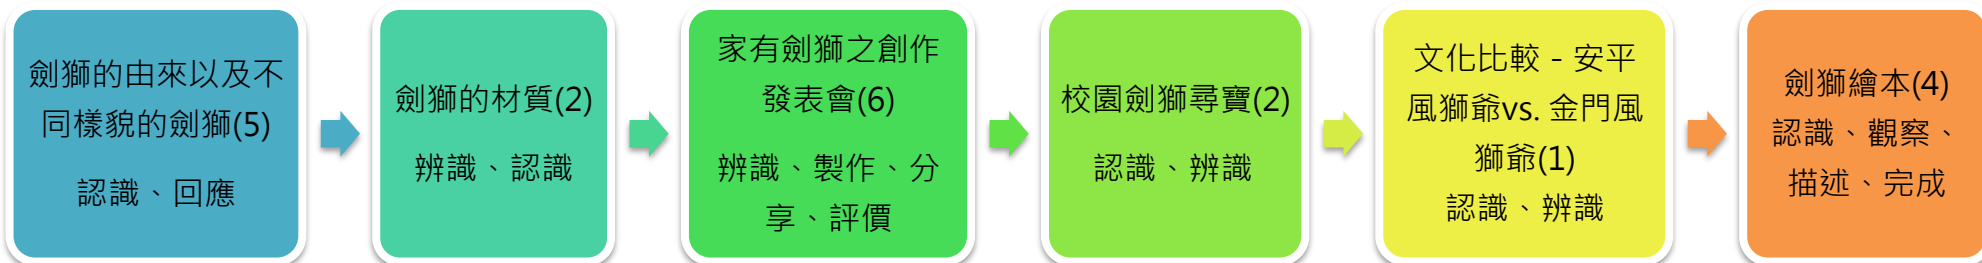 劍獅的由來以及不
同樣貌的劍獅(5)
認識、回應
劍獅的材質(2)
辨識、認識
家有劍獅之創作
發表會(6)
辨識、製作、分
享、評價
校園劍獅尋寶(2)
認識、辨識
文化比較 - 安平
風獅爺vs. 金門風
獅爺(1)
認識、辨識
劍獅繪本(4)
認識、觀察、
描述、完成